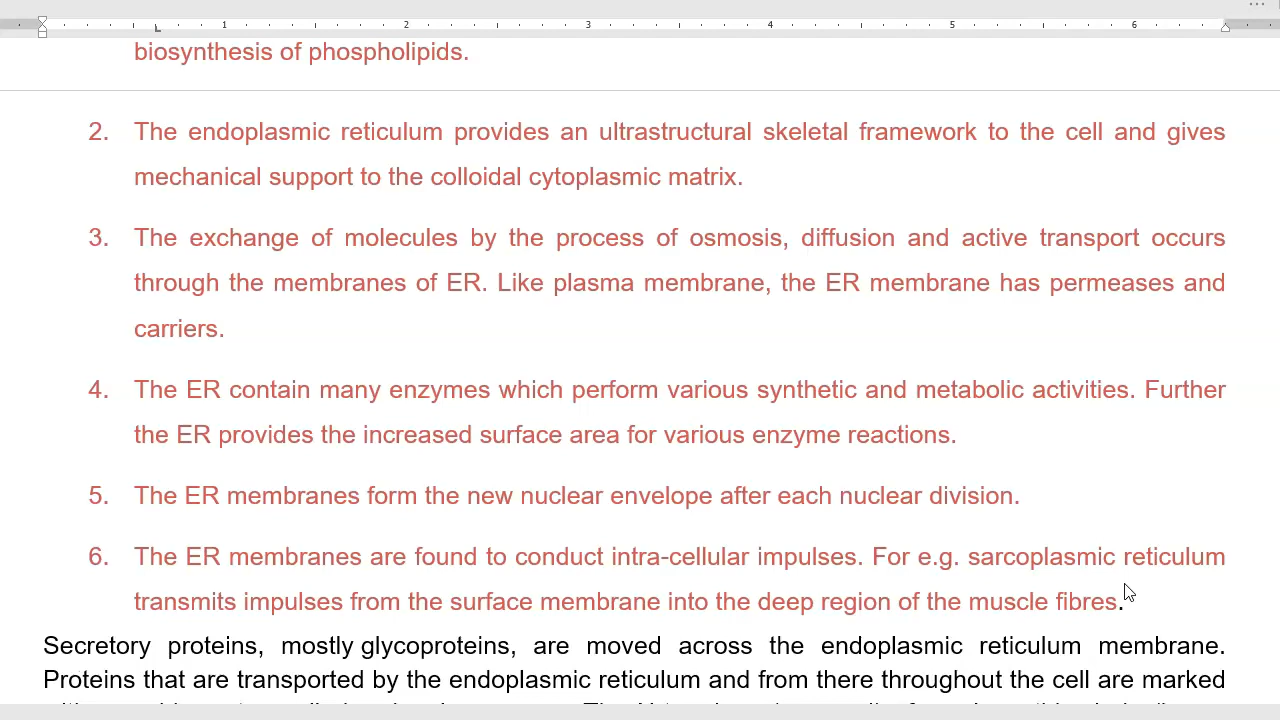 1 2 3 4 5 6
biosynthesis of phospholipids.
2. The endoplasmic reticulum provides an ultrastructural skeletal framework to the cell and gives
mechanical support to the colloidal cytoplasmic matrix.
3. The exchange of molecules by the process of osmosis, diffusion and active transport occurs
through the membranes of ER. Like plasma membrane, the ER membrane has permeases and
carriers.
4. The ER contain many enzymes which perform various synthetic and metabolic activities. Further
the ER provides the increased surface area for various enzyme reactions.
5. The ER membranes form the new nuclear envelope after each nuclear division.
6. The ER membranes are found to conduct intra-cellular impulses. For e.g. sarcoplasmic reticulum
transmits impulses from the surface membrane into the deep region of the muscle fibres.
Secretory proteins, mostly glycoproteins, are moved across the endoplasmic reticulum membrane.
Proteins that are transported by the endoplasmic reticulum and from there throughout the cell are marked